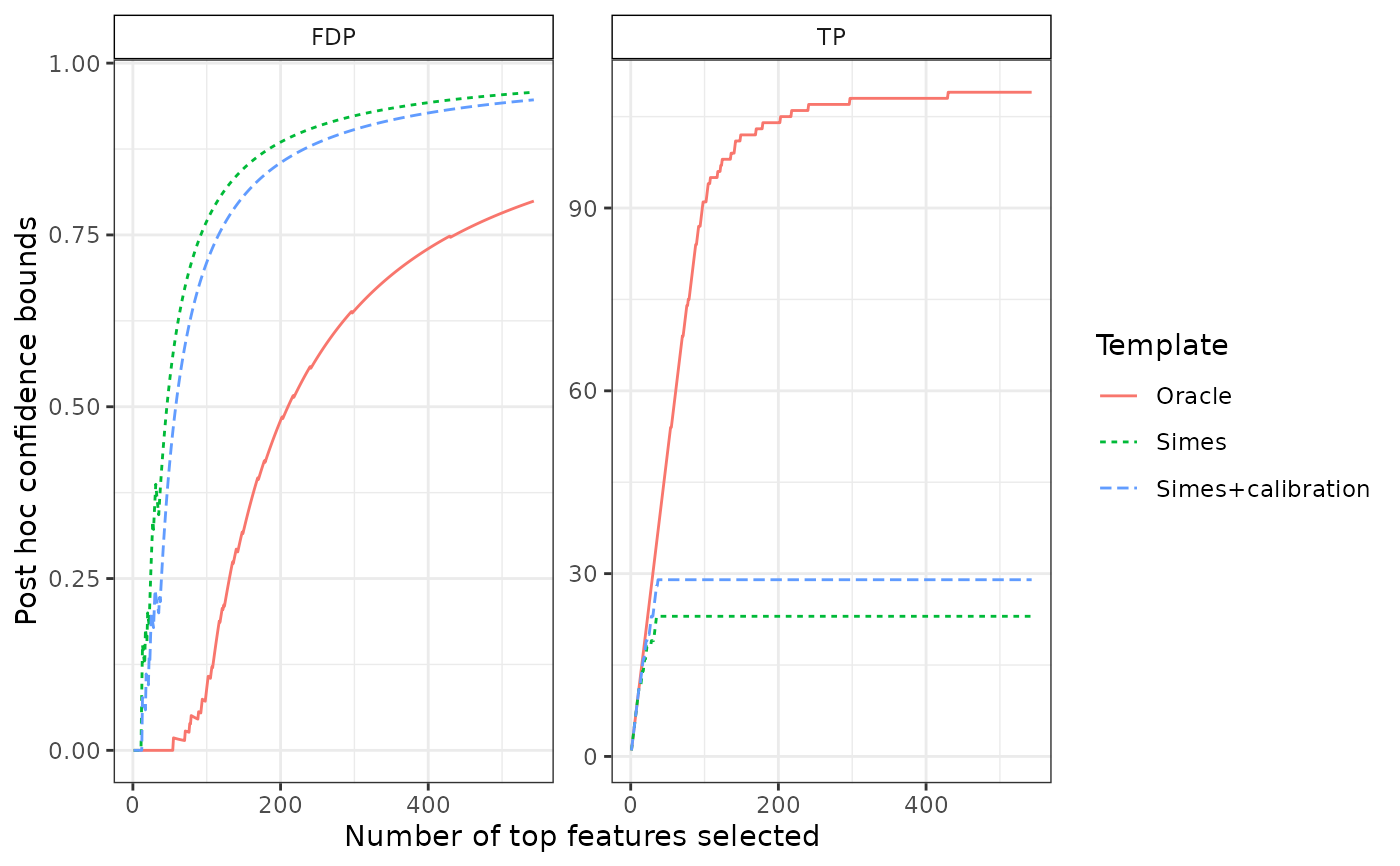 FDP
TP
Post hoc confidence bounds
1.00
0.75
0.50
0.25
0.00
0
200
400
90
60
30
0
0
200
400
Number of top features selected
Template
Oracle
Simes
Simes+calibration